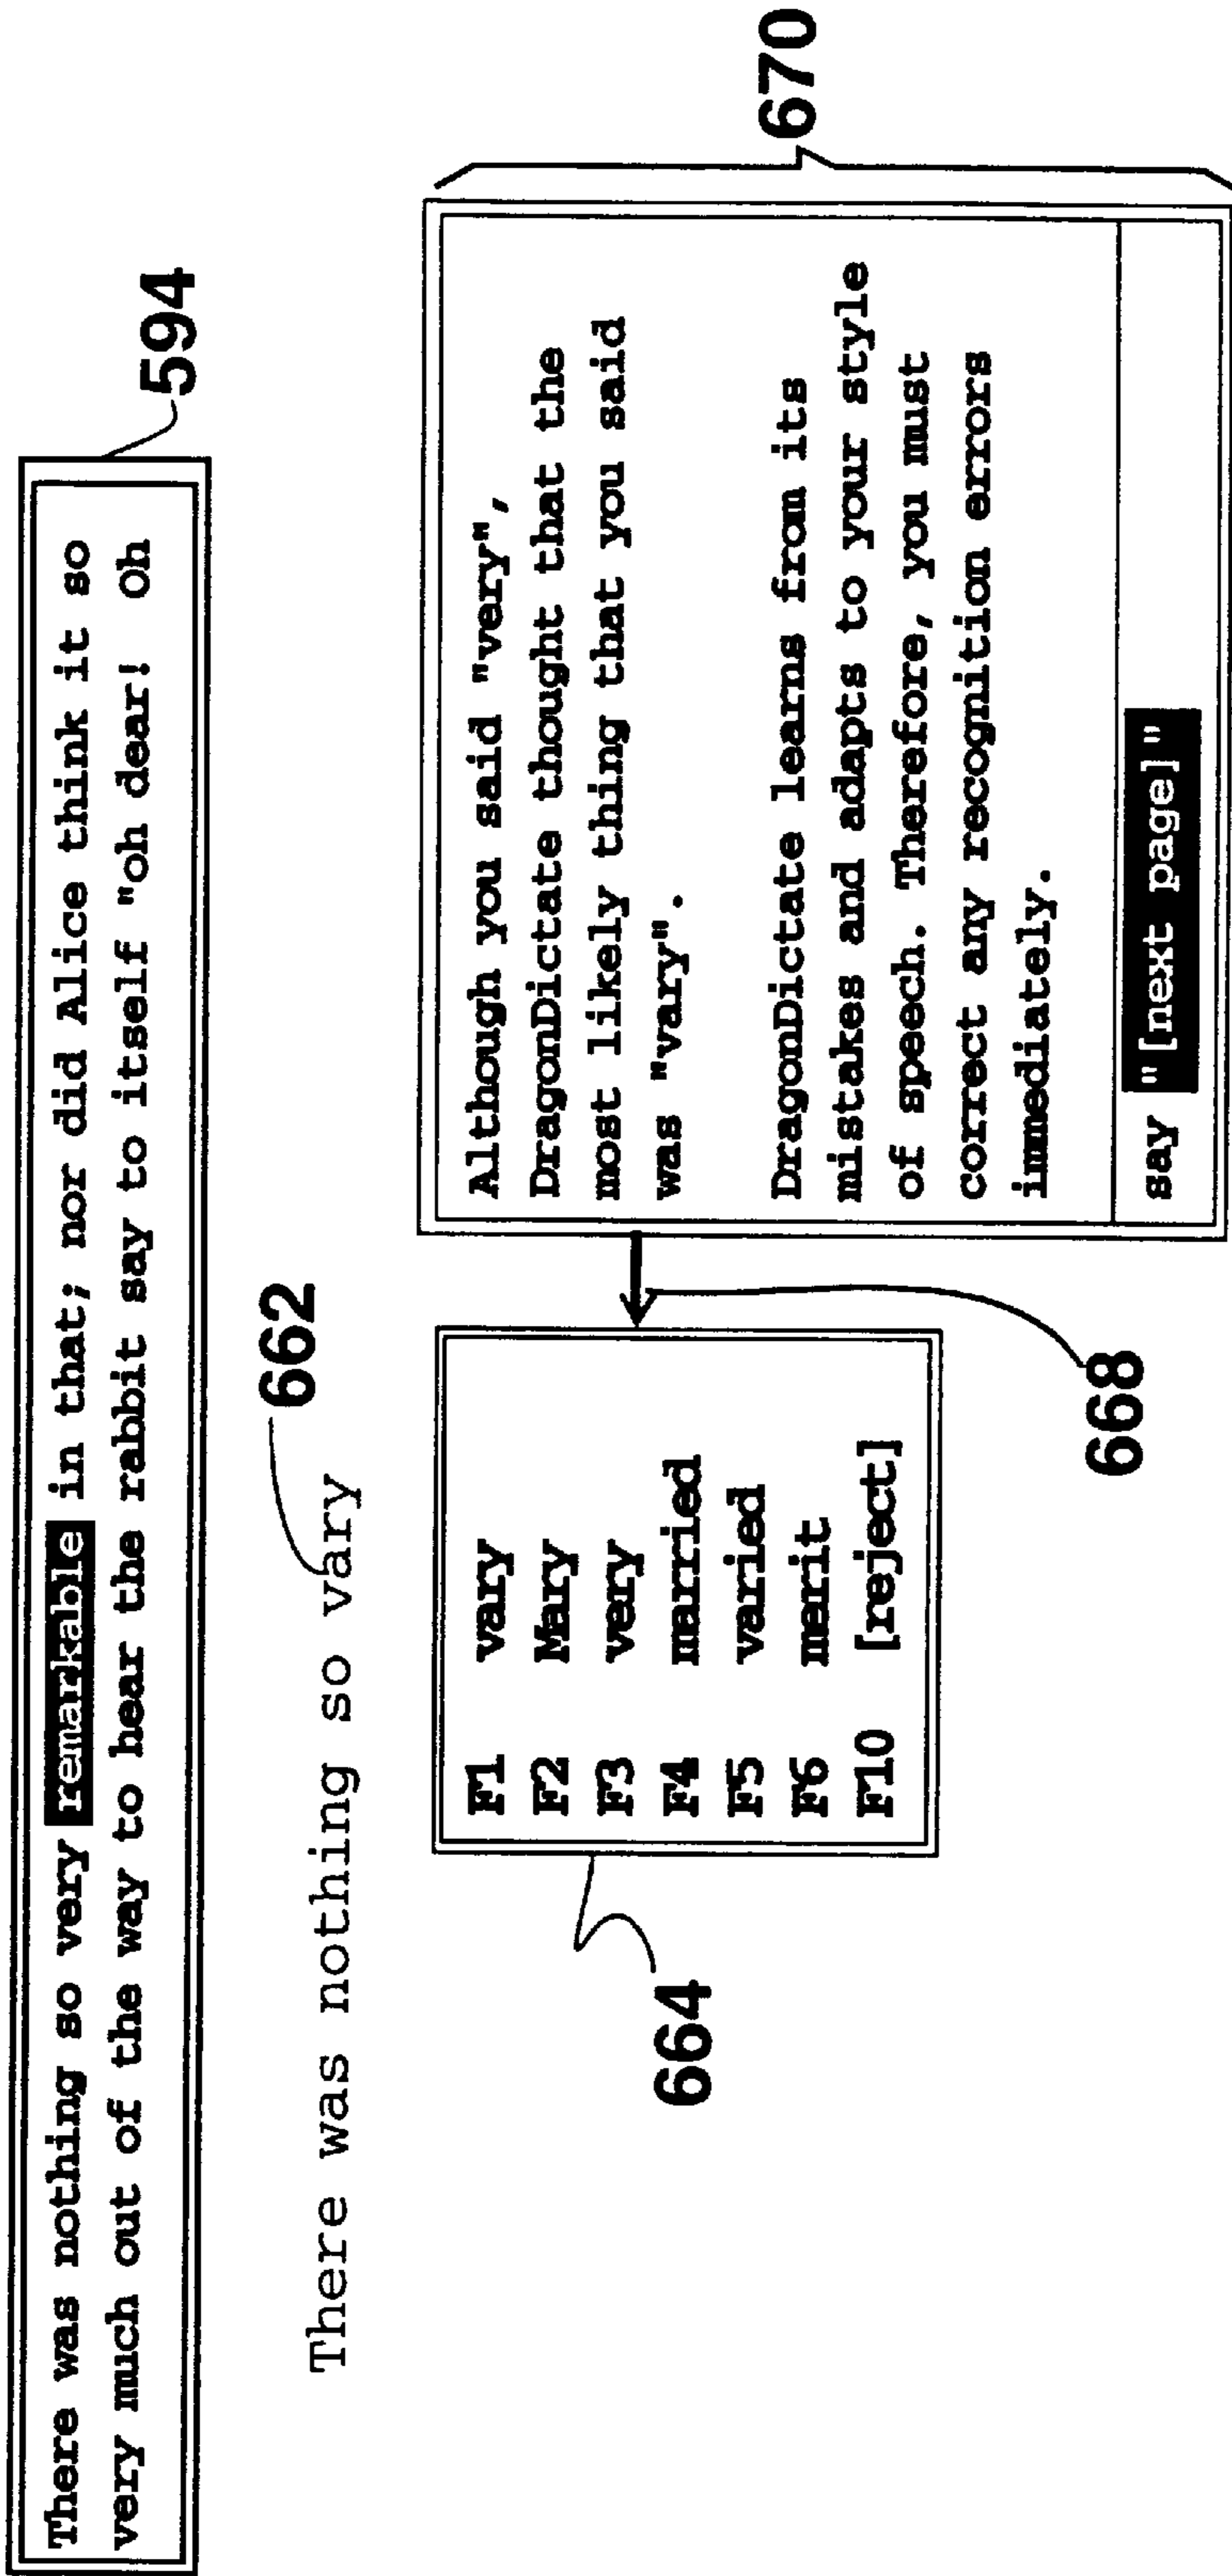 There was nothing so very remarkable in that; nor did Alice think it so
very much out of the way to hear the rabbit say to itself "oh dear! Oh
594
There was nothing so vary
662
F1 vary
F2 Mary
F3 very
F4 married
F5 varied
F6 merit
F10 [reject]
664
668
Although you said "very",
DragonDictate thought that the
most likely thing that you said
was "vary".
DragonDictate learns from its
mistakes and adapts to your style
of speech. Therefore, you must
correct any recognition errors
immediately.
say "[next page]"
670